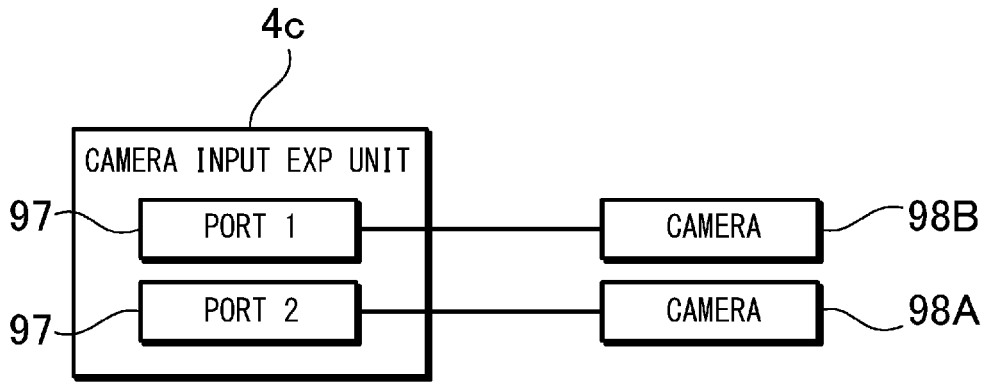 4c
CAMERA INPUT EXP UNIT
97 PORT 1 CAMERA 98B
97 PORT 2 CAMERA 98A